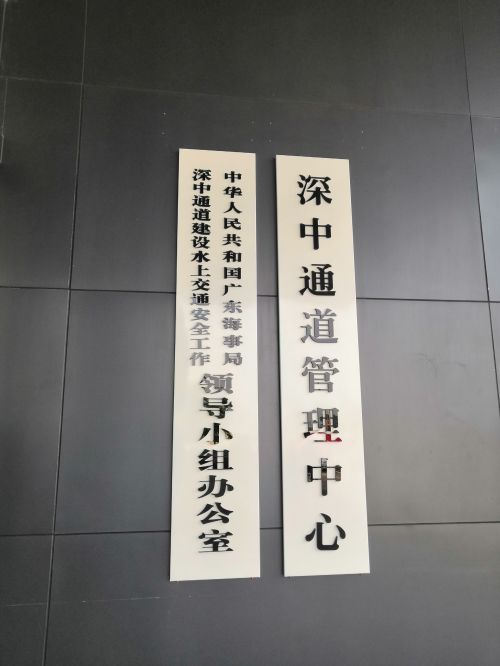 深中通道管理中心
中华人民共和国广东海事局
深中通道建设水上交通安全工作
领导小组办公室